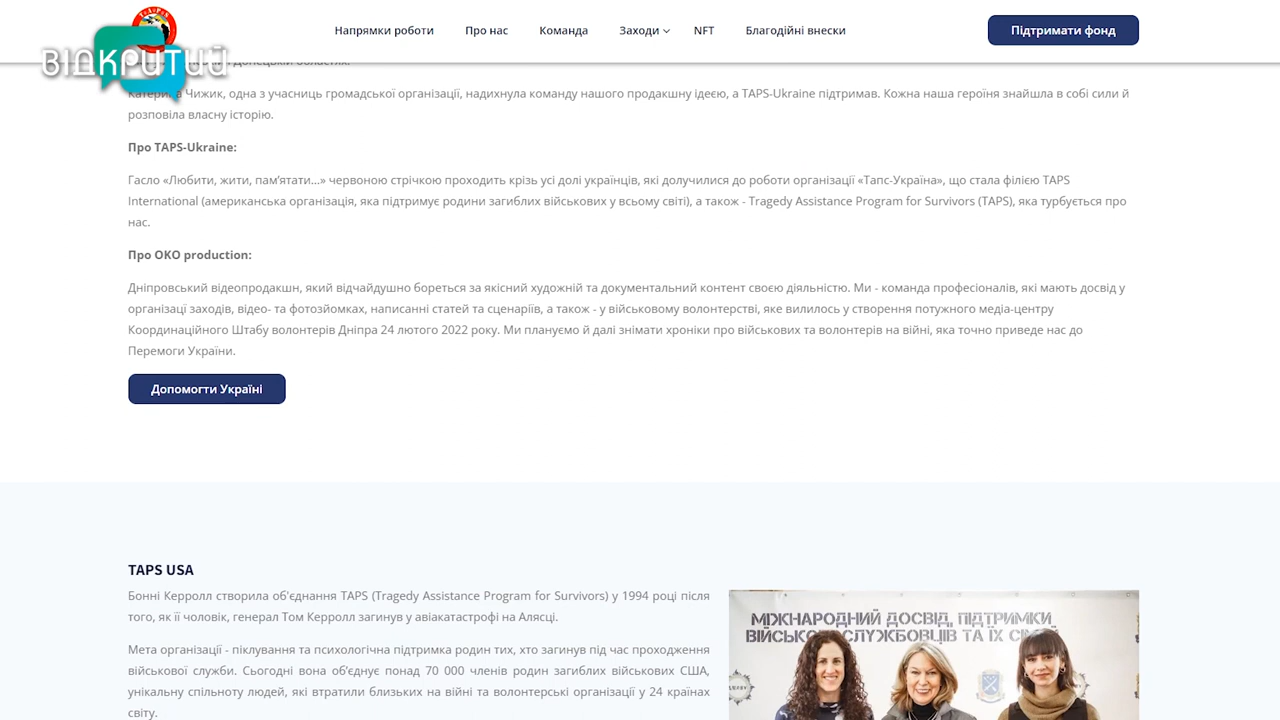 TAPS
ВІДКРИТИЙ
Напрямки роботи
Про нас
Команда
Заходи
NFT
Благодійні внески
Підтримати фонд
Донецькій областях.
Чижик, одна з учасниць громадської організації, надихнула команду нашого продакшну ідеєю, а TAPS-Ukraine підтримав. Кожна наша героїня знайшла в собі сили й
розповіла власну історію.
Про TAPS-Ukraine:
Гасло «Любити, жити, пам’ятати…» червоною стрічкою проходить крізь усі долі українців, які долучилися до роботи організації «Тапс-Україна», що стала філією TAPS
International (американська організація, яка підтримує родини загиблих військових у всьому світі), а також - Tragedy Assistance Program for Survivors (TAPS), яка турбується про
нас.
Про ОКО production:
Дніпровський відеопродакшн, який відчайдушно бореться за якісний художній та документальний контент своєю діяльністю. Ми - команда професіоналів, які мають досвід у
організації заходів, відео- та фотозйомках, написанні статей та сценаріїв, а також - у військовому волонтерстві, яке вилилось у створення потужного медіа-центру
Координаційного Штабу волонтерів Дніпра 24 лютого 2022 року. Ми плануємо й далі знімати хроніки про військових та волонтерів на війні, яка точно приведе нас до
Перемоги України.
Допомогти Україні
TAPS USA
Бонні Керролл створила об'єднання TAPS (Tragedy Assistance Program for Survivors) у 1994 році після
того, як її чоловік, генерал Том Керролл загинув у авіакатастрофі на Алясці.
Мета організації - піклування та психологічна підтримка родин тих, хто загинув під час проходження
військової служби. Сьогодні вона об’єднує понад 70 000 членів родин загиблих військових США,
унікальну спільноту людей, які втратили близьких на війні та волонтерські організації у 24 країнах
світу.
МІЖНАРОДНИЙ ДОСВІД, ПІДТРИМКИ